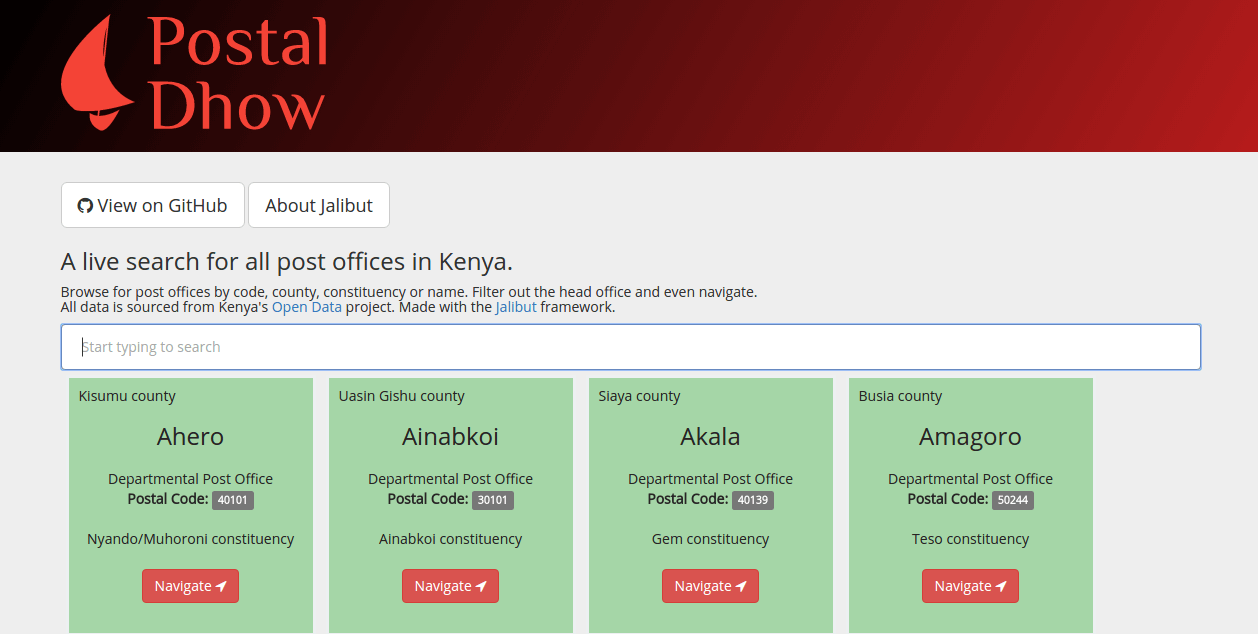 Postal
Dhow
View on GitHub
About Jalibut
A live search for all post offices in Kenya.
Browse for post offices by code, county, constituency or name. Filter out the head office and even navigate.
All data is sourced from Kenya's Open Data project. Made with the Jalibut framework.
Start typing to search
Kisumu county
Ahero
Departmental Post Office
Postal Code: 40101
Nyando/Muhoroni constituency
Navigate
Uasin Gishu county
Ainabkoi
Departmental Post Office
Postal Code: 30101
Ainabkoi constituency
Navigate
Siaya county
Akala
Departmental Post Office
Postal Code: 40139
Gem constituency
Navigate
Busia county
Amagoro
Departmental Post Office
Postal Code: 50244
Teso constituency
Navigate